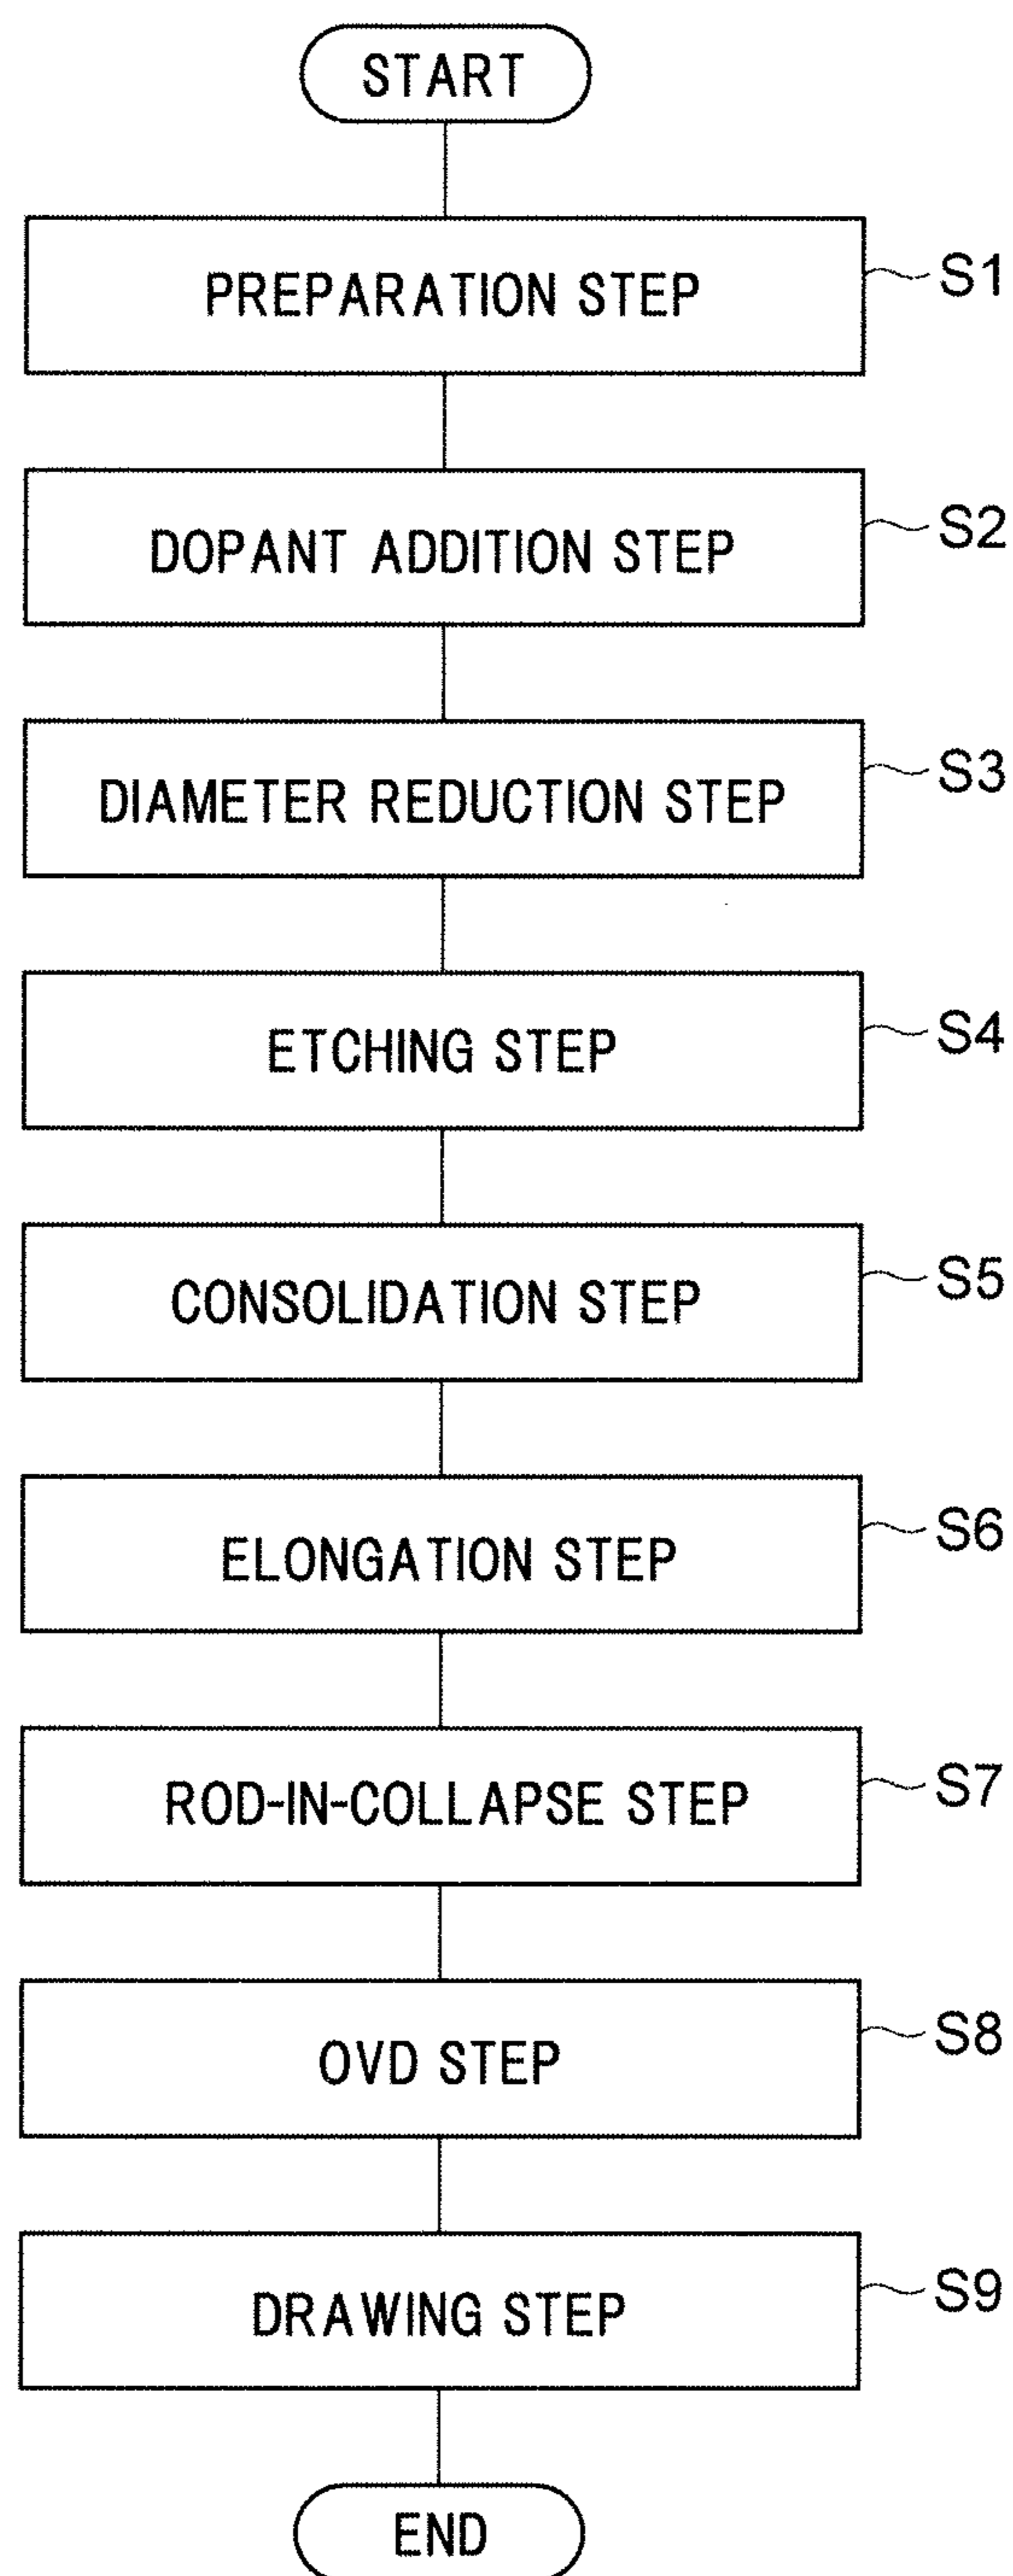 START
PREPARATION STEP
S1
DOPANT ADDITION STEP
S2
DIAMETER REDUCTION STEP
S3
ETCHING STEP
S4
CONSOLIDATION STEP
S5
ELONGATION STEP
S6
ROD-IN-COLLAPSE STEP
S7
OVD STEP
S8
DRAWING STEP
S9
END